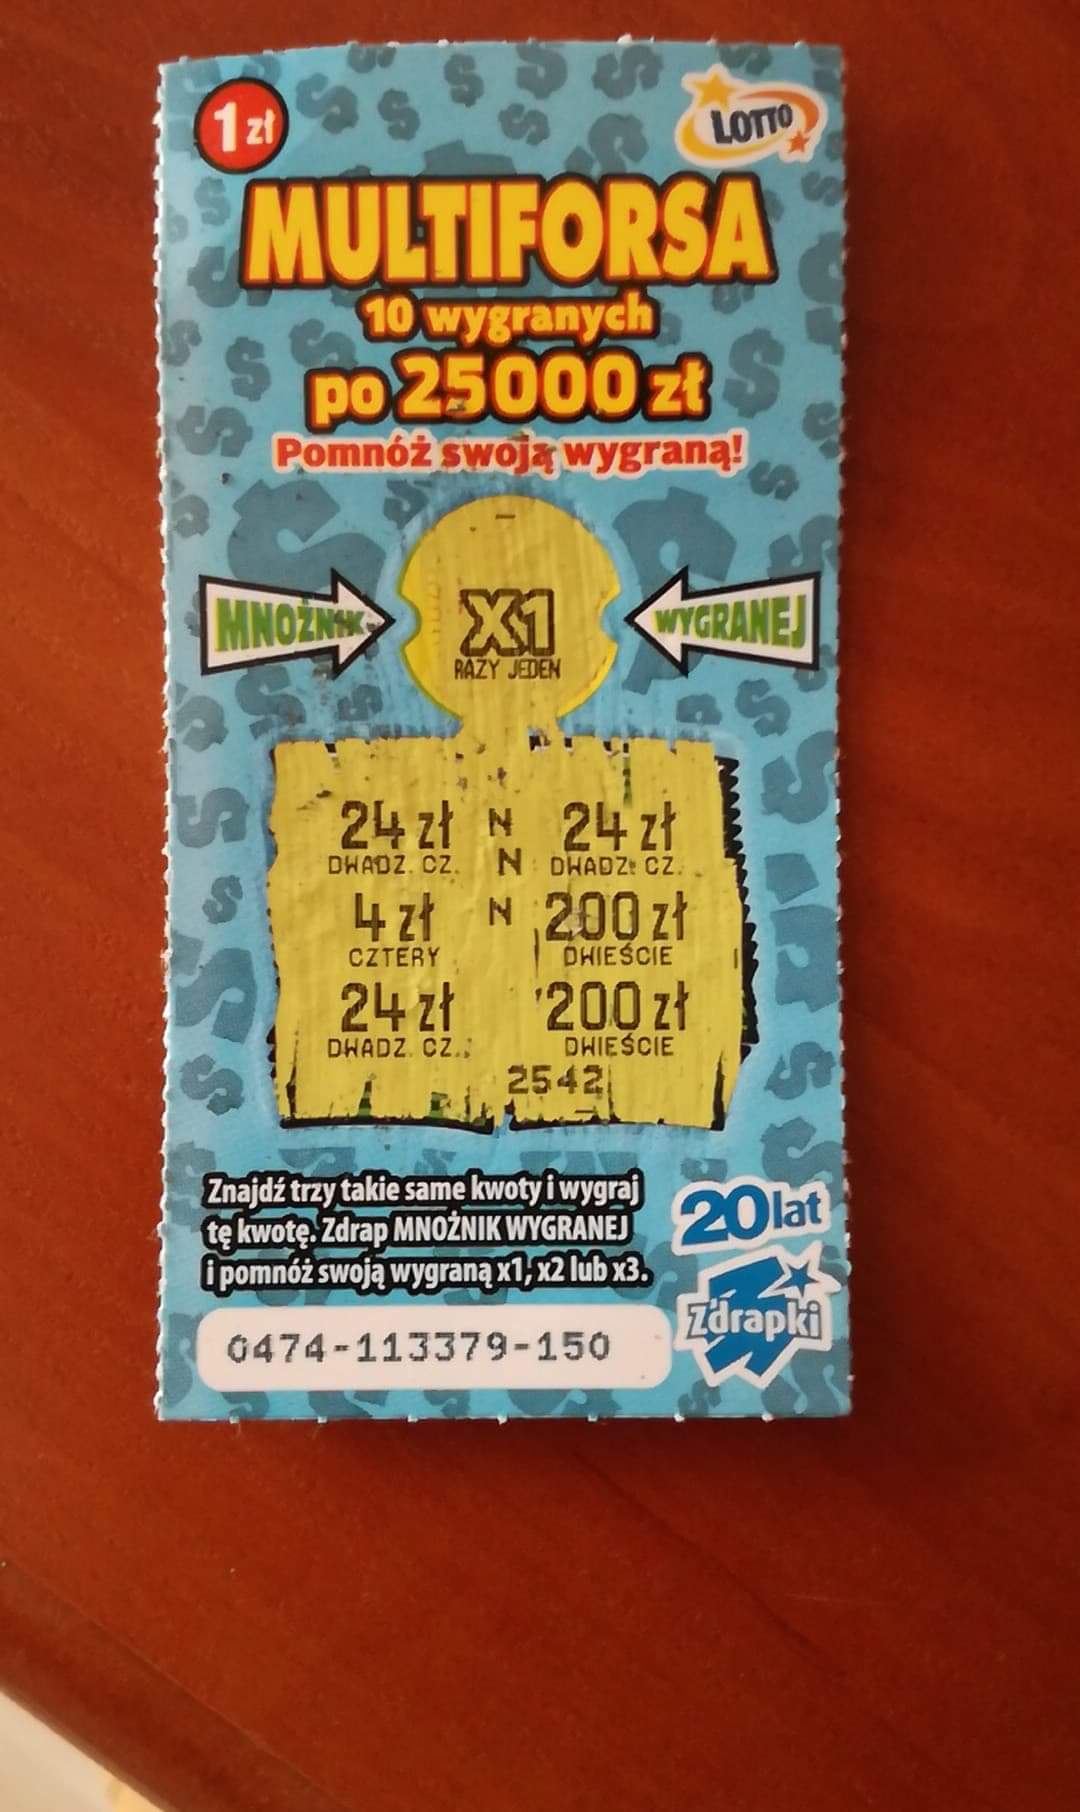 1 zł
LOTTO
MULTIFORSA
10 wygranych
po 25000 zł
Pomnóż swoją wygraną!
MNOŻNIK X1 WYGRANEJ
RAZY JEDEN
24 zł N 24 zł
DWADZ. CZ. N DWADZ. CZ.
4 zł N 200 zł
CZTERY DWIEŚCIE
24 zł 200 zł
DWADZ. CZ. DWIEŚCIE
2542
Znajdź trzy takie same kwoty i wygraj
tę kwotę. Zdrap MNOŻNIK WYGRANEJ
i pomnóż swoją wygraną x1, x2 lub x3.
20 lat
Zdrapki
0474-113379-150